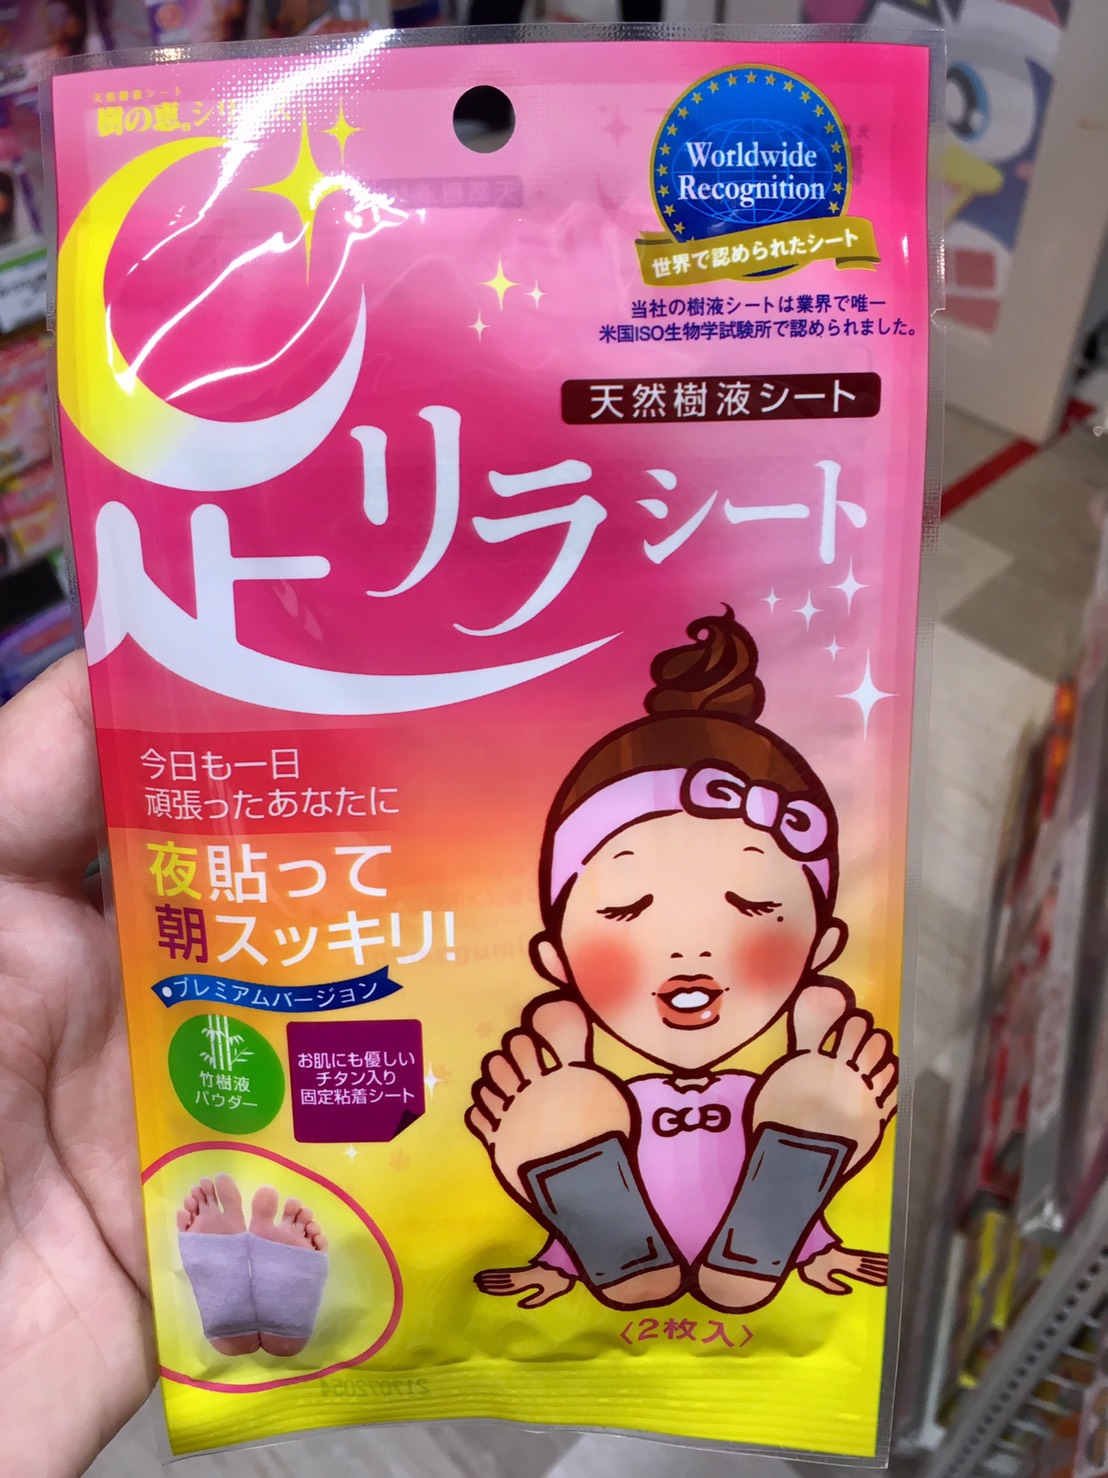 天然樹液シート
樹の恵。シリーズ
Worldwide
Recognition
世界で認められたシート
当社の樹液シートは業界で唯一
米国ISO生物学試験所で認められました。
天然樹液シート
足リラシート
今日も一日
頑張ったあなたに
夜貼って
朝スッキリ!
●プレミアムバージョン
竹樹液
パウダー
お肌にも優しい
チタン入り
固定粘着シート
〈2枚入〉